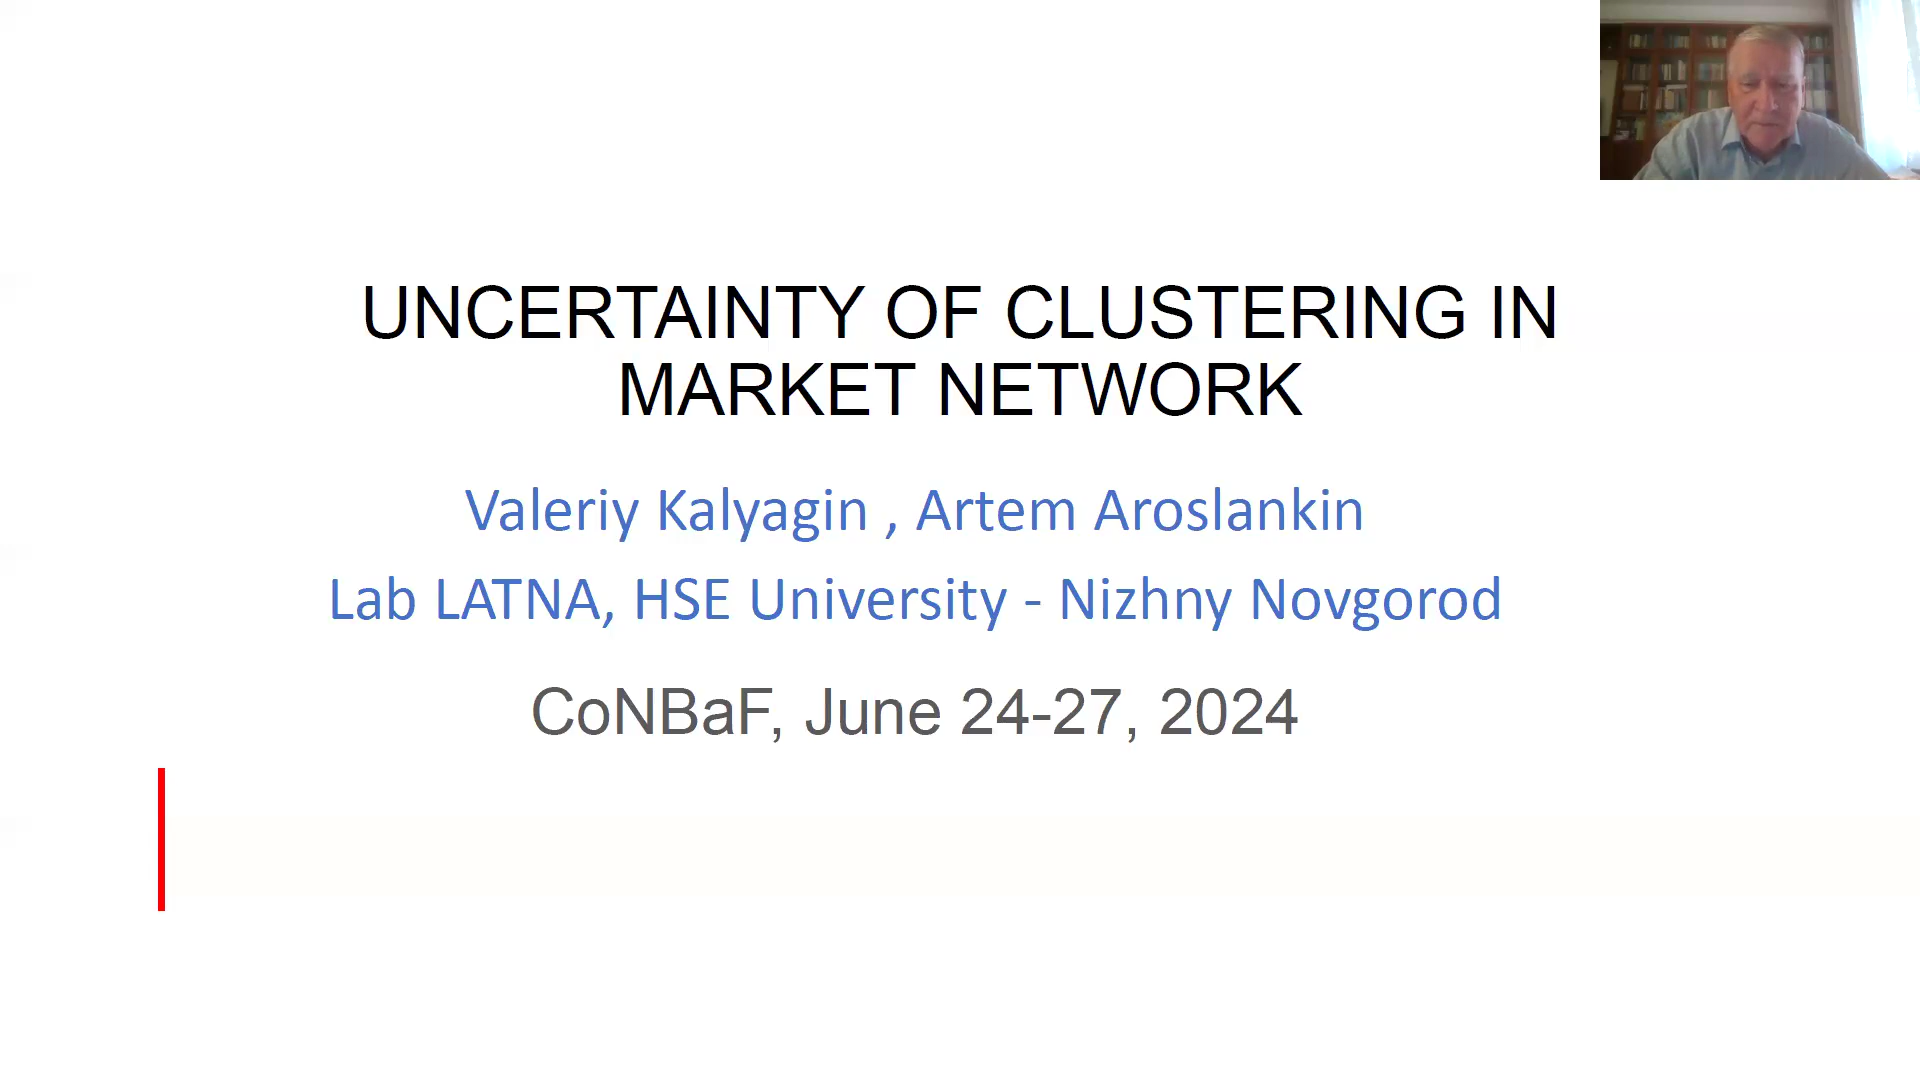 UNCERTAINTY OF CLUSTERING IN
MARKET NETWORK
Valeriy Kalyagin , Artem Aroslankin
Lab LATNA, HSE University - Nizhny Novgorod
CoNBaF, June 24-27, 2024